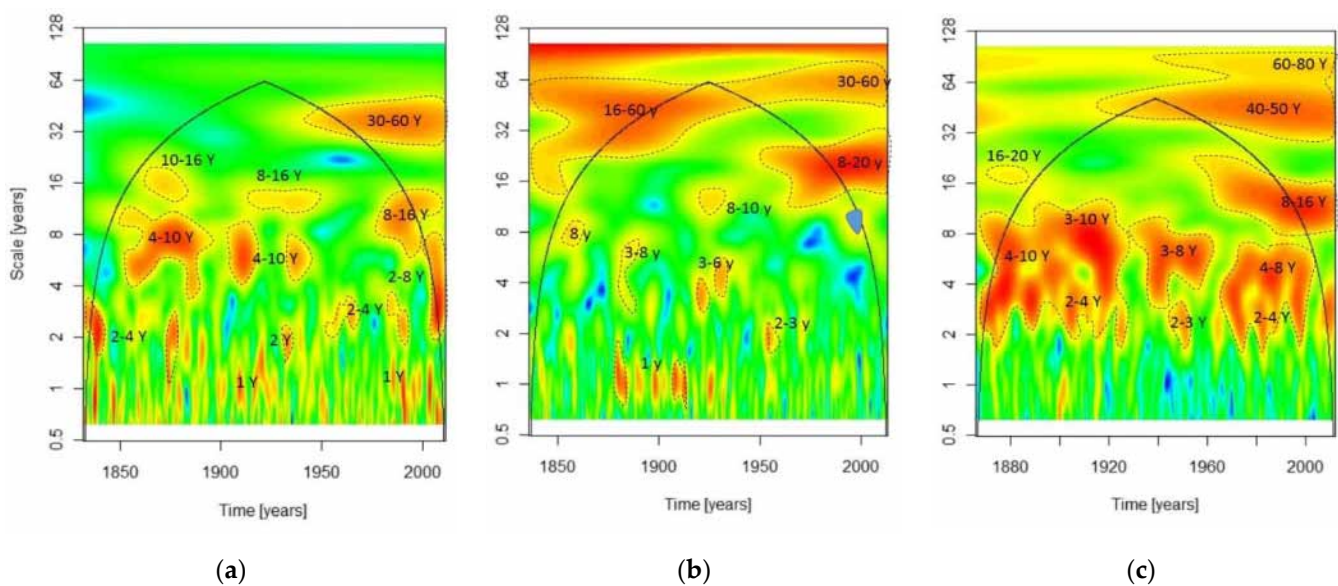 128
64
32
16
8
4
2
1
0.5
Scale [years]
30-60 Y
10-16 Y
8-16 Y
8-16 Y
4-10 Y
4-10 Y
2-8 Y
2-4 Y
2-4 Y
2 Y
1 Y
1 Y
1850
1900
1950
2000
Time [years]
(a)
128
64
32
16
8
4
2
1
0.5
30-60 y
16-60 y
8-20 y
8-10 y
8 y
3-8 y
3-6 y
2-3 y
1 y
1850
1900
1950
2000
Time [years]
(b)
128
64
32
16
8
4
2
1
0.5
60-80 Y
40-50 Y
16-20 Y
8-16 Y
3-10 Y
4-10 Y
3-8 Y
4-8 Y
2-4 Y
2-3 Y
2-4 Y
1880
1920
1960
2000
Time [years]
(c)